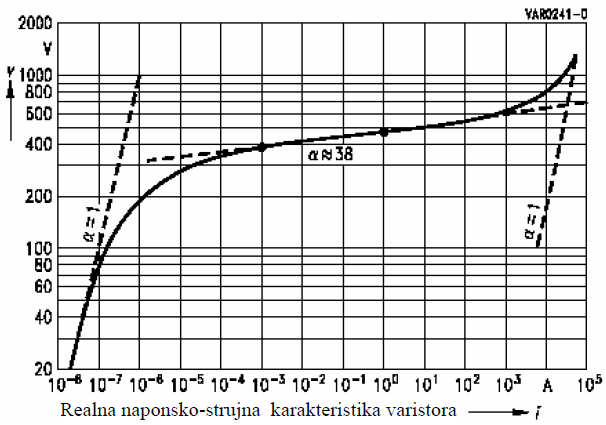 VAR0241-0
2000
V
v
1000
800
600
400
200
100
80
60
40
20
α=1
α≈38
α=1
10⁻⁸ 10⁻⁷ 10⁻⁶ 10⁻⁵ 10⁻⁴ 10⁻³ 10⁻² 10⁻¹ 10⁰ 10¹ 10² 10³ A 10⁵
Realna naponsko-strujna karakteristika varistora i